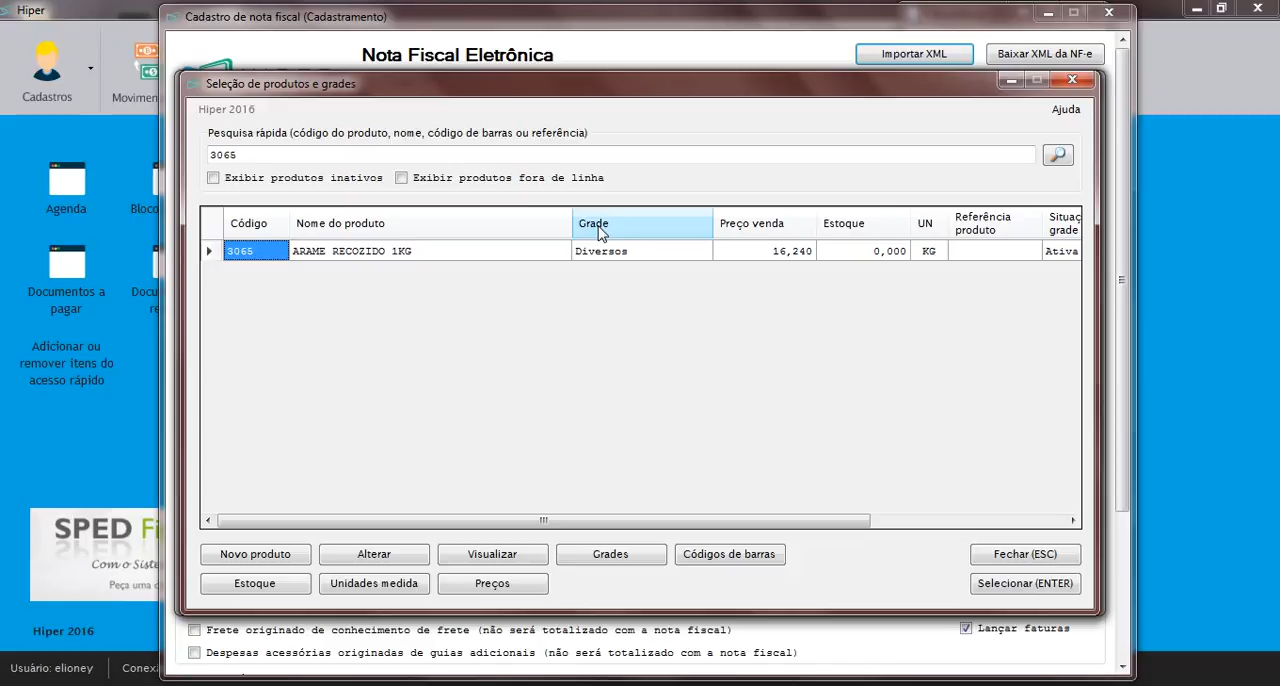 Hiper
Cadastro de nota fiscal (Cadastramento)
Nota Fiscal Eletrônica
Importar XML
Baixar XML da NF-e
Cadastros
Movimen
Seleção de produtos e grades
Hiper 2016
Ajuda
Pesquisa rápida (código do produto, nome, código de barras ou referência)
3065
Exibir produtos inativos
Exibir produtos fora de linha
Código
Nome do produto
Grade
Preço venda
Estoque
UN
Referência
produto
Situaç
grade
3065
ARAME RECOZIDO 1KG
Diversos
16,240
0,000
KG
Ativa
Agenda
Bloco
Documentos a
pagar
Docu
re
Adicionar ou
remover itens do
acesso rápido
SPED Fi
Com o Siste
Peça uma d
Hiper 2016
Novo produto
Alterar
Visualizar
Grades
Códigos de barras
Fechar (ESC)
Estoque
Unidades medida
Preços
Selecionar (ENTER)
Frete originado de conhecimento de frete (não será totalizado com a nota fiscal)
Lançar faturas
Despesas acessórias originadas de guias adicionais (não será totalizado com a nota fiscal)
Usuário: elioney
Conex